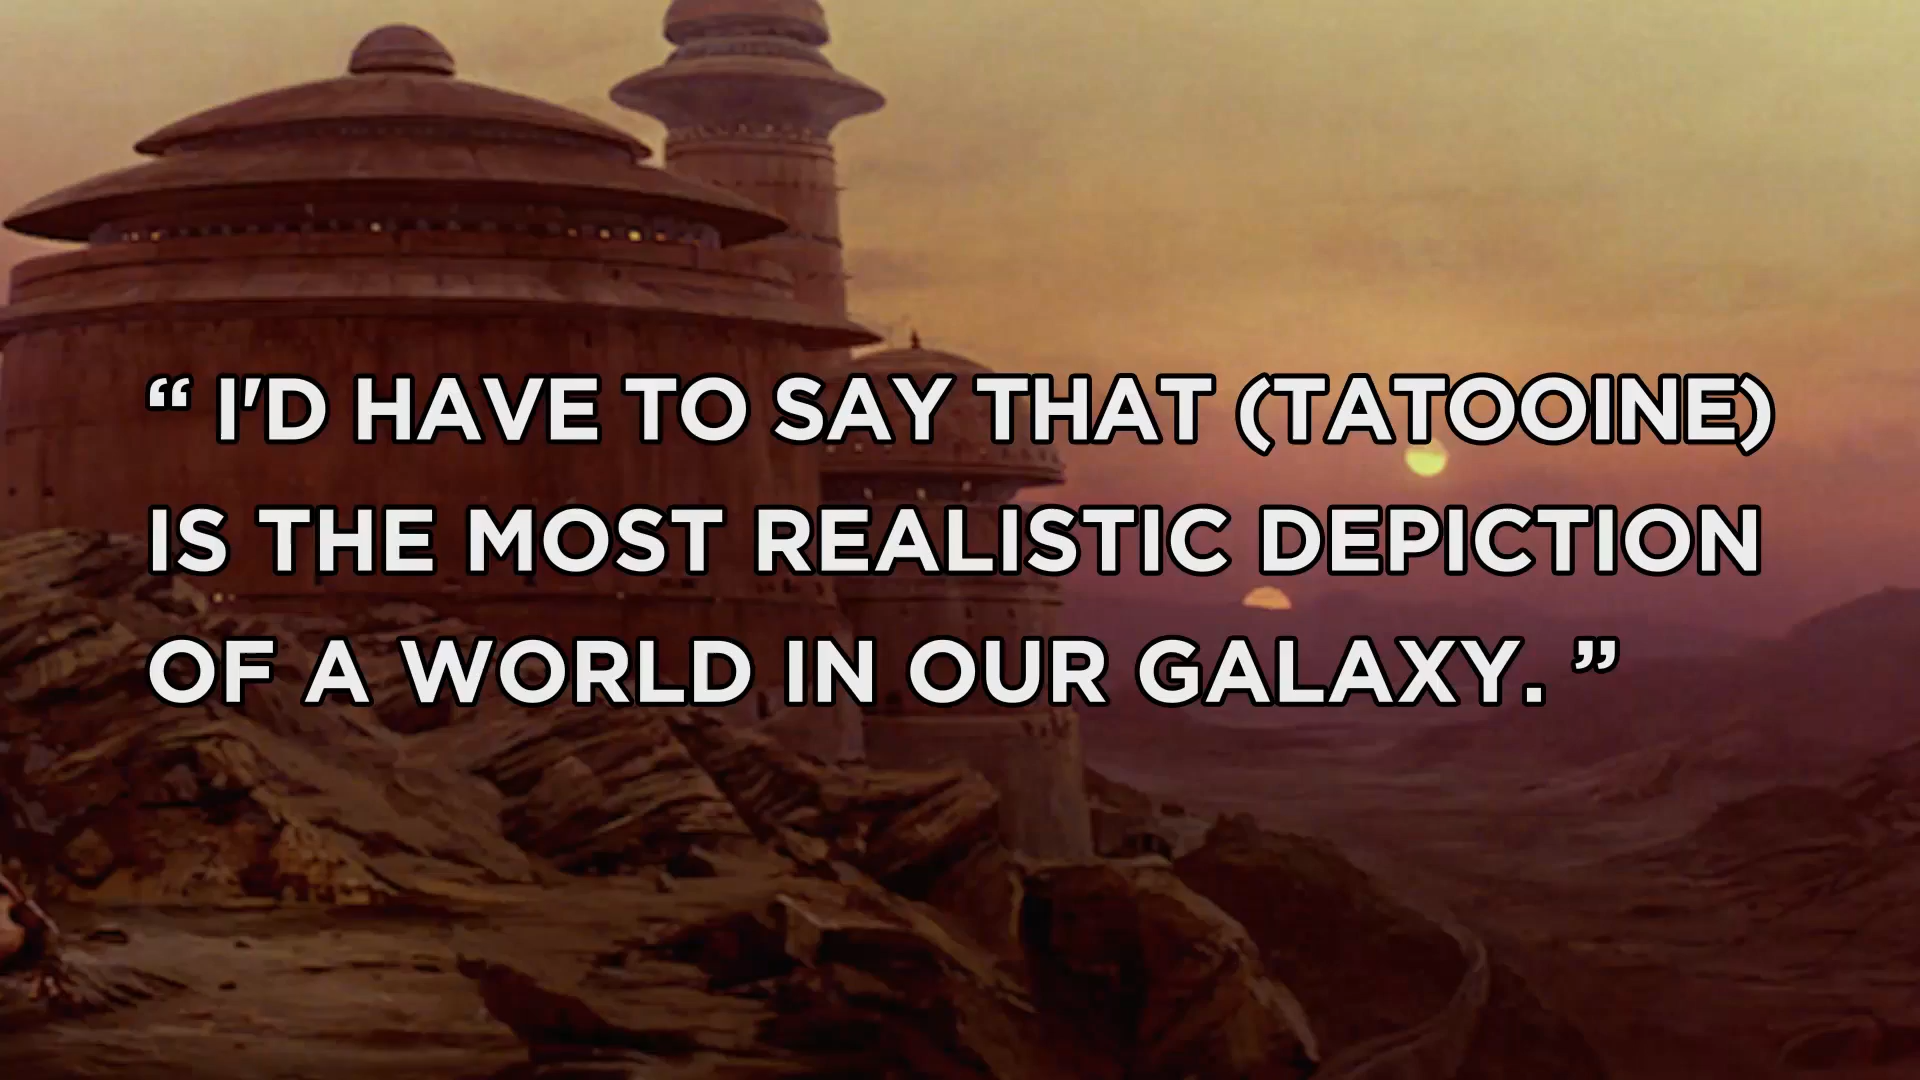 “ I'D HAVE TO SAY THAT (TATOOINE)
IS THE MOST REALISTIC DEPICTION
OF A WORLD IN OUR GALAXY. ”